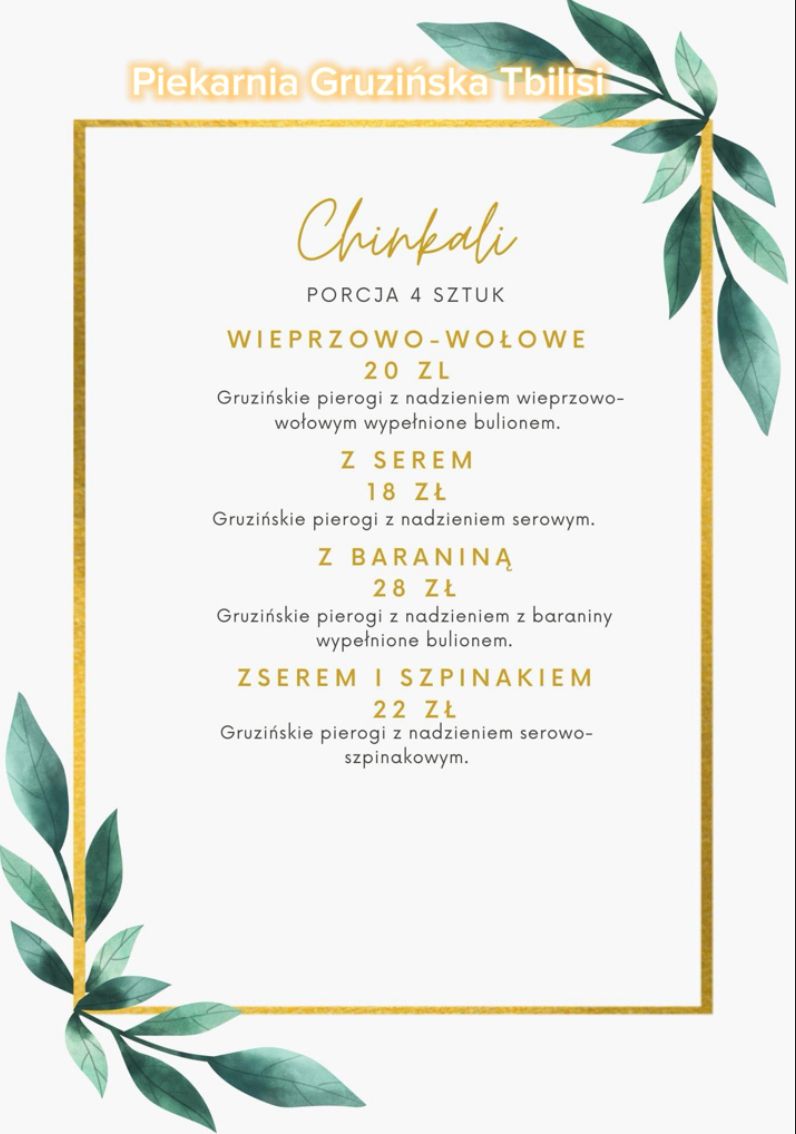 Piekarnia Gruzińska Tbilisi
Chinkali
PORCJA 4 SZTUK
WIEPRZOWO-WOŁOWE
20 ZL
Gruzińskie pierogi z nadzieniem wieprzowo-
wołowym wypełnione bulionem.
Z SEREM
18 ZŁ
Gruzińskie pierogi z nadzieniem serowym.
Z BARANINĄ
28 ZŁ
Gruzińskie pierogi z nadzieniem z baraniny
wypełnione bulionem.
ZSEREM I SZPINAKIEM
22 ZŁ
Gruzińskie pierogi z nadzieniem serowo-
szpinakowym.